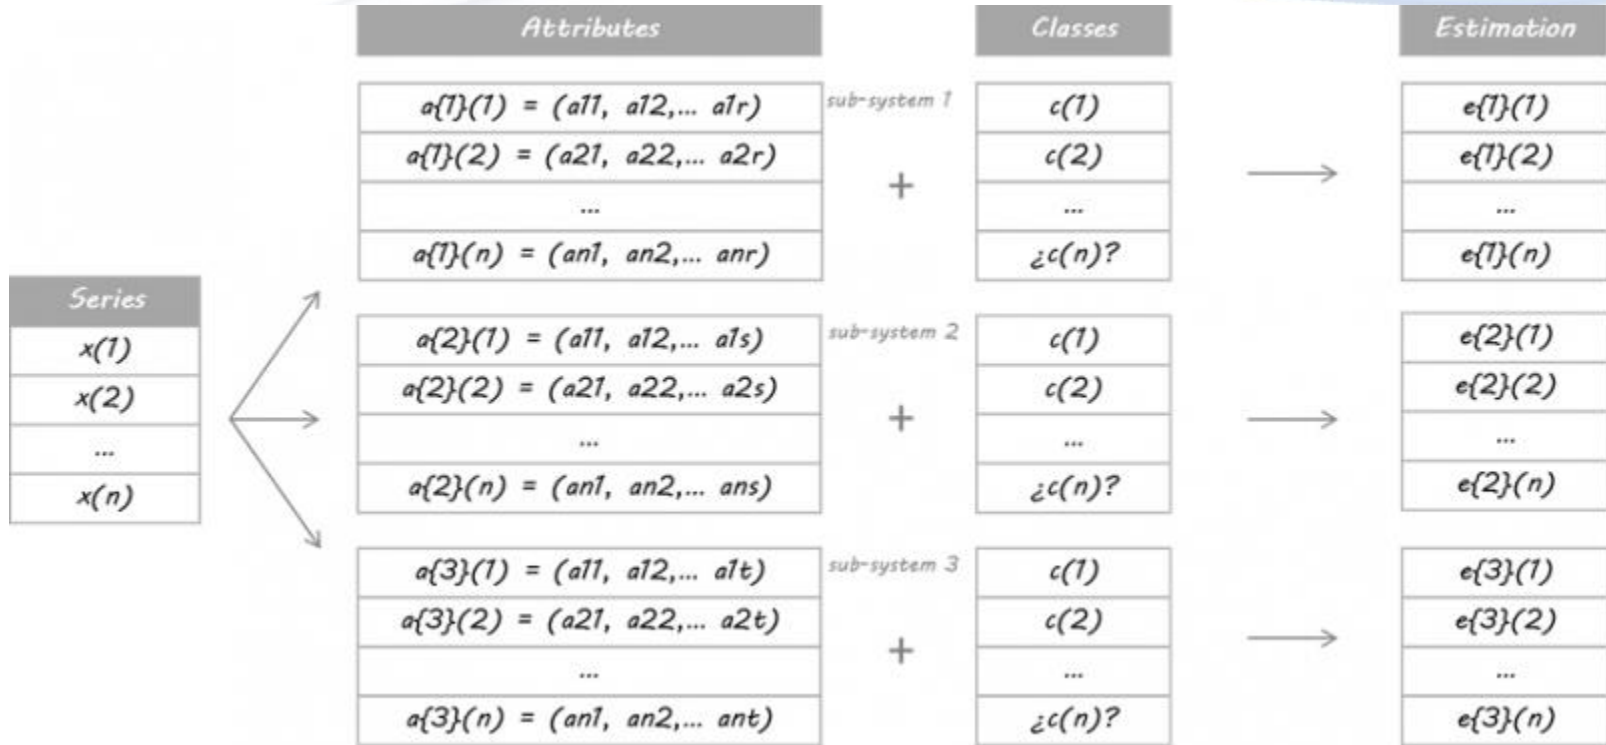 Attributes
Classes
Estimation
a{1}(1) = (a11, a12,... a1r)
sub-system 1
c(1)
e{1}(1)
a{1}(2) = (a21, a22,... a2r)
+
c(2)
e{1}(2)
...
...
...
a{1}(n) = (an1, an2,... anr)
¿c(n)?
e{1}(n)
Series
x(1)
x(2)
...
x(n)
a{2}(1) = (a11, a12,... a1s)
sub-system 2
c(1)
e{2}(1)
a{2}(2) = (a21, a22,... a2s)
+
c(2)
e{2}(2)
...
...
...
a{2}(n) = (an1, an2,... ans)
¿c(n)?
e{2}(n)
a{3}(1) = (a11, a12,... a1t)
sub-system 3
c(1)
e{3}(1)
a{3}(2) = (a21, a22,... a2t)
+
c(2)
e{3}(2)
...
...
...
a{3}(n) = (an1, an2,... ant)
¿c(n)?
e{3}(n)